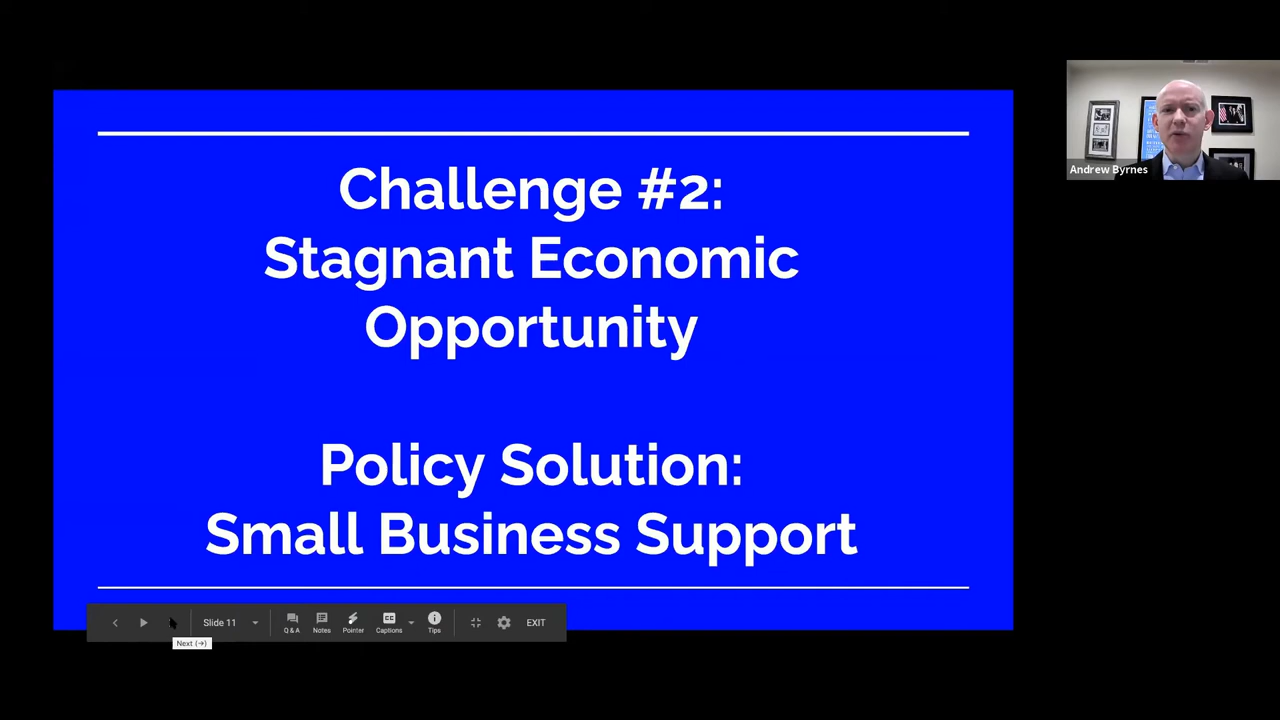 Challenge #2:
Stagnant Economic
Opportunity
Policy Solution:
Small Business Support
Andrew Byrnes
Slide 11
Q & A
Notes
Pointer
CC
Captions
Tips
EXIT
Next (→)